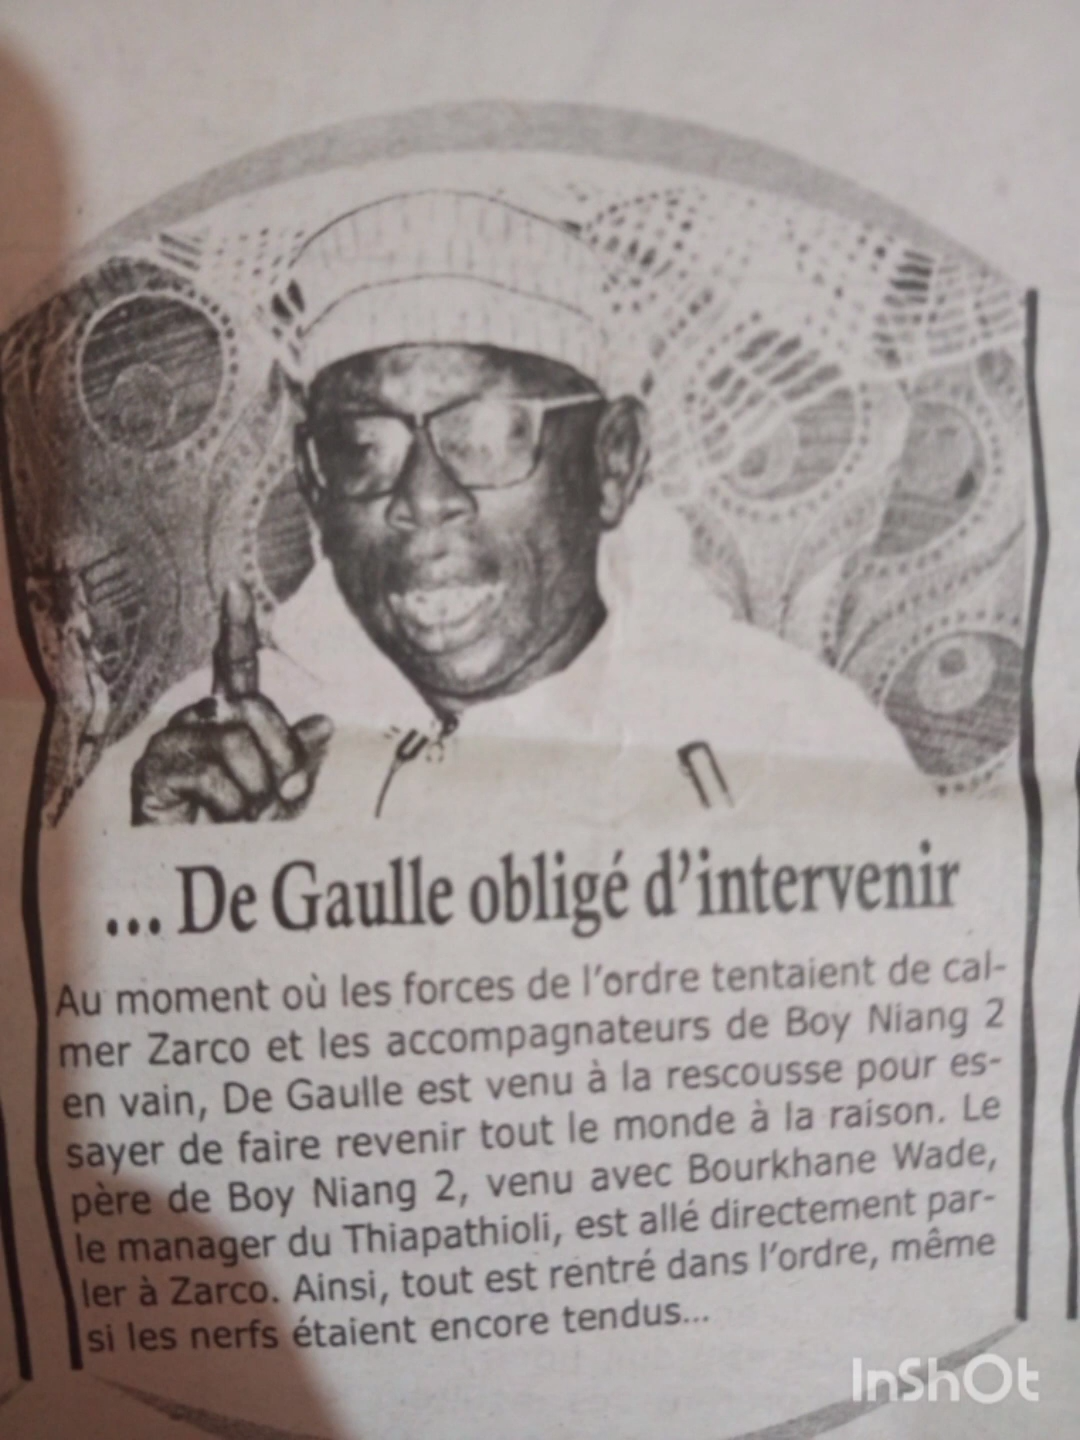 ... De Gaulle obligé d'intervenir
Au moment où les forces de l'ordre tentaient de cal-
mer Zarco et les accompagnateurs de Boy Niang 2
en vain, De Gaulle est venu à la rescousse pour es-
sayer de faire revenir tout le monde à la raison. Le
père de Boy Niang 2, venu avec Bourkhane Wade,
le manager du Thiapathioli, est allé directement par-
ler à Zarco. Ainsi, tout est rentré dans l'ordre, même
si les nerfs étaient encore tendus...
InShOt